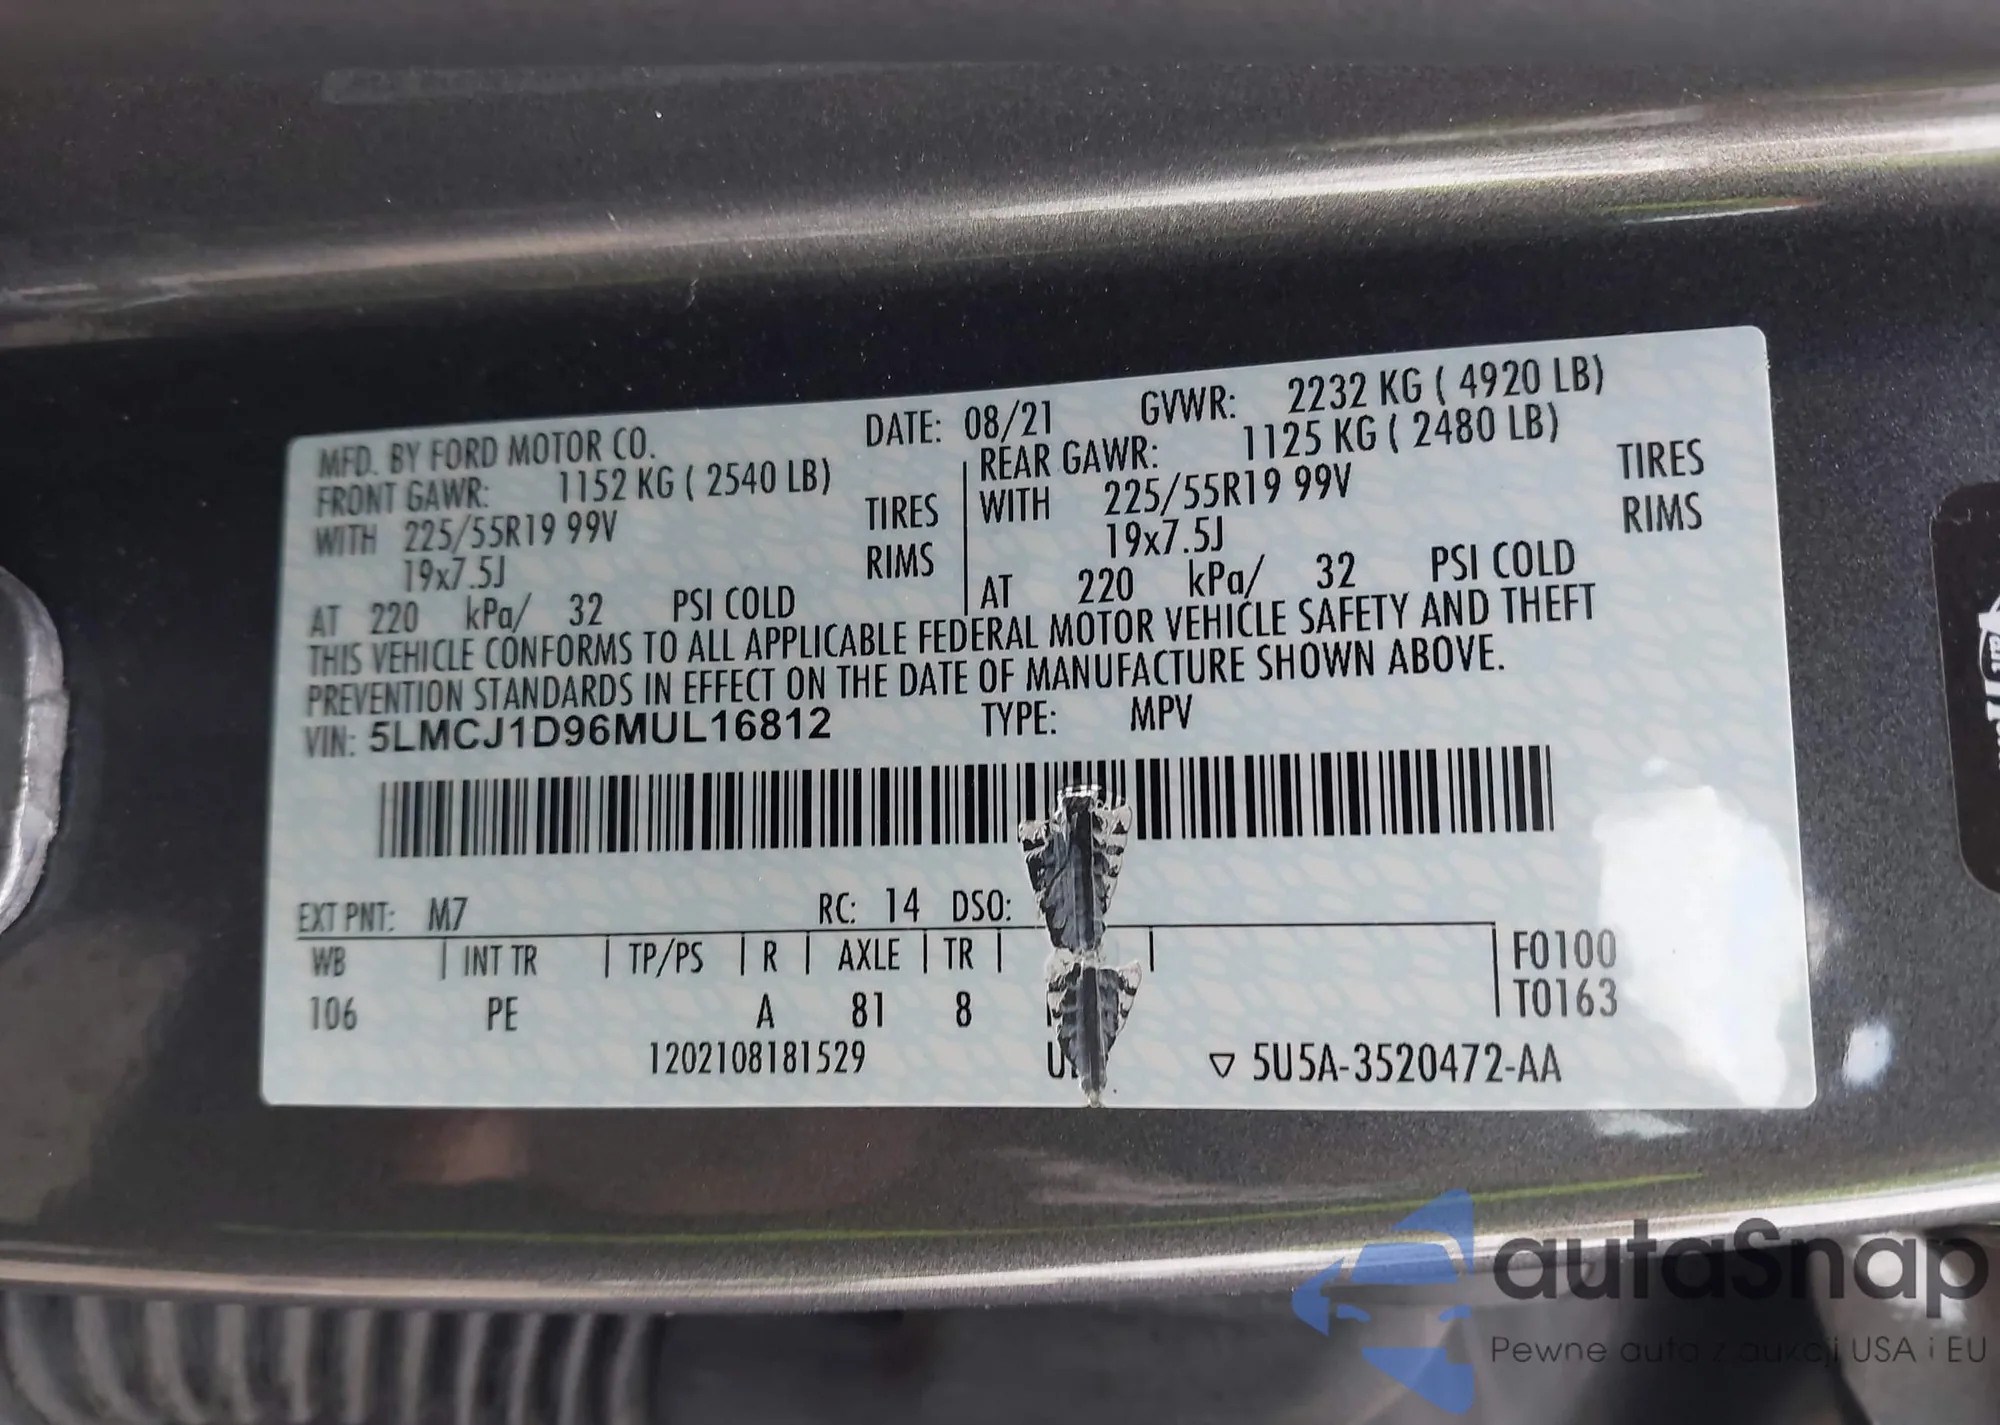 MFD. BY FORD MOTOR CO. DATE: 08/21 GVWR: 2232 KG ( 4920 LB)
FRONT GAWR: 1152 KG ( 2540 LB) REAR GAWR: 1125 KG ( 2480 LB)
WITH 225/55R19 99V TIRES WITH 225/55R19 99V TIRES
19x7.5J RIMS 19x7.5J RIMS
AT 220 kPa/ 32 PSI COLD AT 220 kPa/ 32 PSI COLD
THIS VEHICLE CONFORMS TO ALL APPLICABLE FEDERAL MOTOR VEHICLE SAFETY AND THEFT
PREVENTION STANDARDS IN EFFECT ON THE DATE OF MANUFACTURE SHOWN ABOVE.
VIN: 5LMCJ1D96MUL16812 TYPE: MPV
EXT PNT: M7 RC: 14 DSO:
WB INT TR TP/PS R AXLE TR F0100
106 PE A 81 8 T0163
1202108181529 ▽ 5U5A-3520472-AA
autaSnap
Pewne auta z aukcji USA i EU